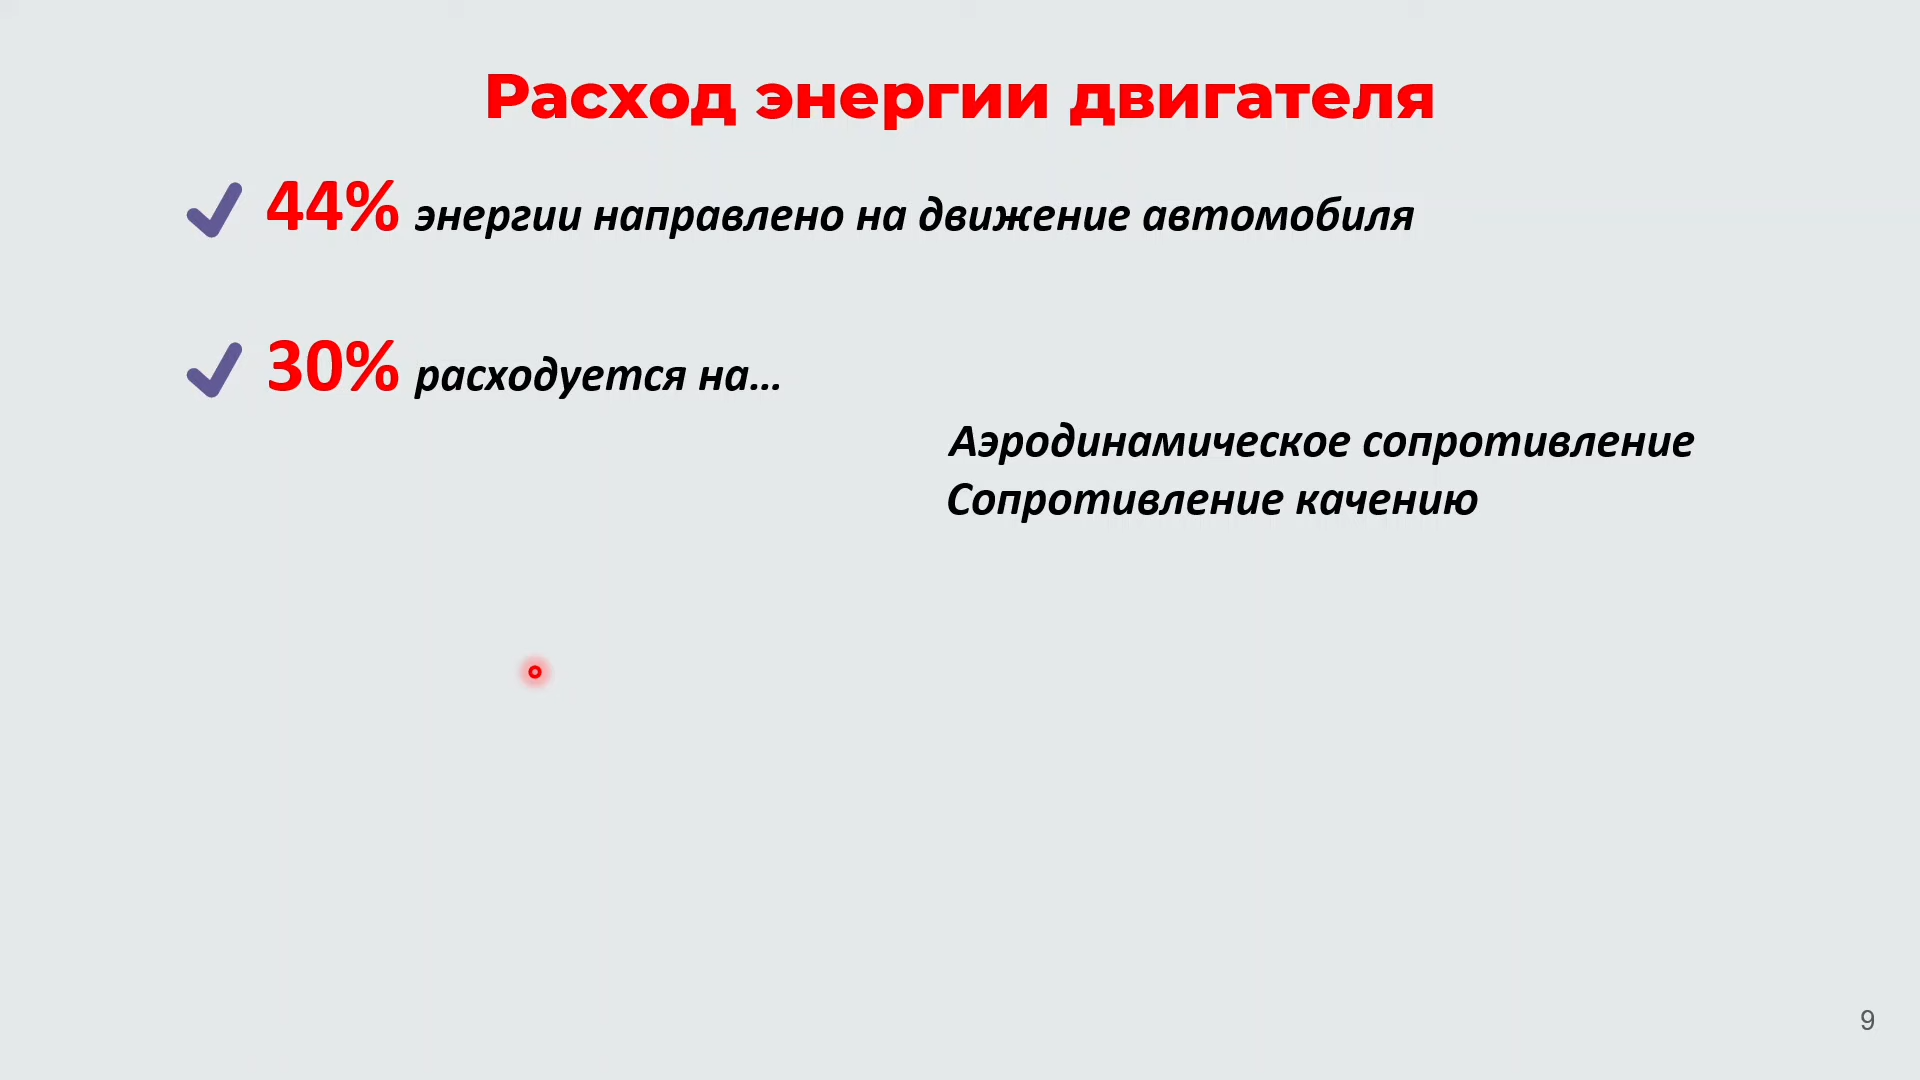 Расход энергии двигателя
44% энергии направлено на движение автомобиля
30% расходуется на...
Аэродинамическое сопротивление
Сопротивление качению
9